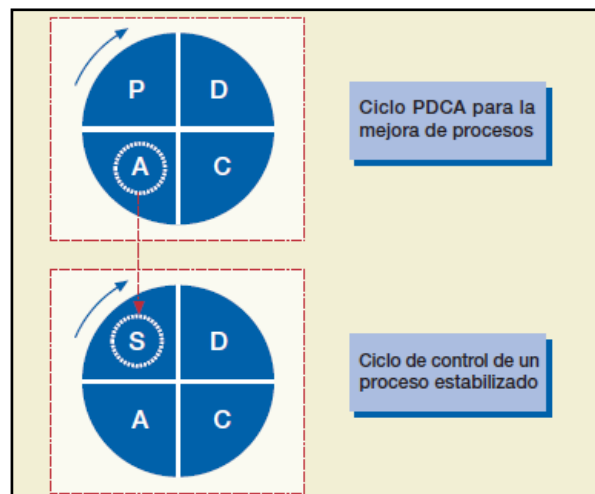 P D
A C
Ciclo PDCA para la
mejora de procesos
S D
A C
Ciclo de control de un
proceso estabilizado